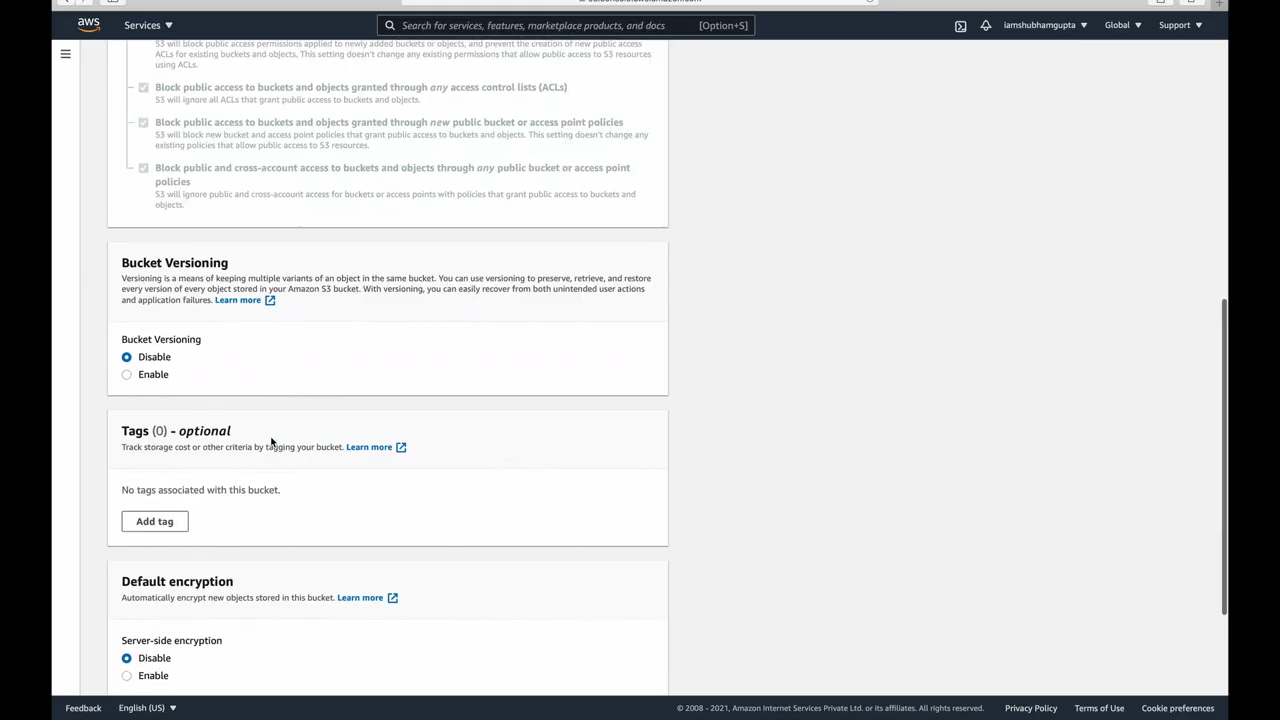 aws
Services
Search for services, features, marketplace products, and docs
[Option+S]
iamshubhamgupta
Global
Support
S3 will block public access permissions applied to newly added buckets or objects, and prevent the creation of new public access
ACLs for existing buckets and objects. This setting doesn't change any existing permissions that allow public access to S3 resources
using ACLs.
Block public access to buckets and objects granted through any access control lists (ACLs)
S3 will ignore all ACLs that grant public access to buckets and objects.
Block public access to buckets and objects granted through new public bucket or access point policies
S3 will block new bucket and access point policies that grant public access to buckets and objects. This setting doesn't change any
existing policies that allow public access to S3 resources.
Block public and cross-account access to buckets and objects through any public bucket or access point
policies
S3 will ignore public and cross-account access for buckets or access points with policies that grant public access to buckets and
objects.
Bucket Versioning
Versioning is a means of keeping multiple variants of an object in the same bucket. You can use versioning to preserve, retrieve, and restore
every version of every object stored in your Amazon S3 bucket. With versioning, you can easily recover from both unintended user actions
and application failures. Learn more
Bucket Versioning
Disable
Enable
Tags (0) - optional
Track storage cost or other criteria by tagging your bucket. Learn more
No tags associated with this bucket.
Add tag
Default encryption
Automatically encrypt new objects stored in this bucket. Learn more
Server-side encryption
Disable
Enable
Feedback
English (US)
© 2008 - 2021, Amazon Internet Services Private Ltd. or its affiliates. All rights reserved.
Privacy Policy
Terms of Use
Cookie preferences